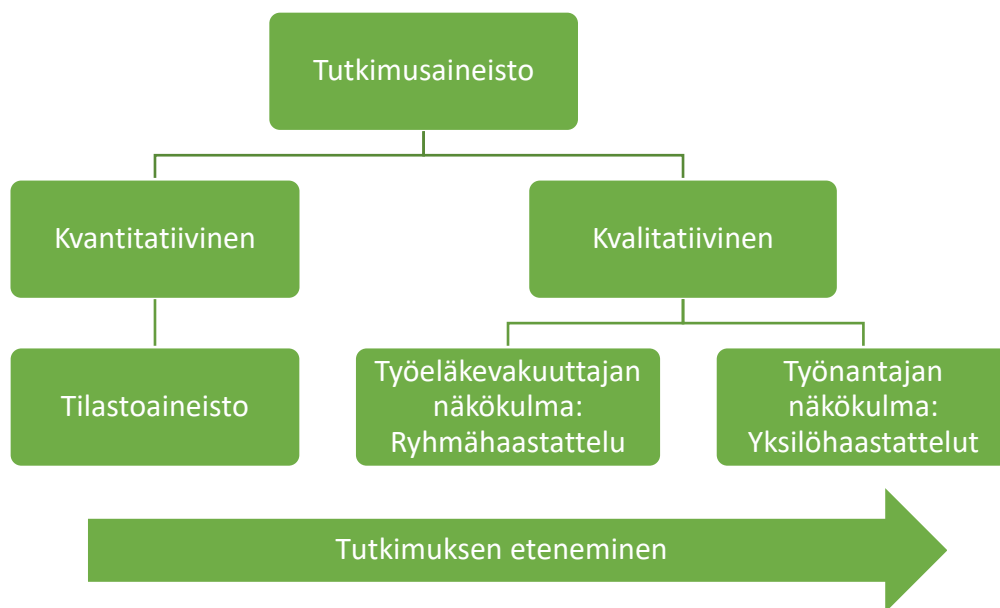 Tutkimusaineisto
Kvantitatiivinen
Kvalitatiivinen
Tilastoaineisto
Työeläkevakuuttajan
näkökulma:
Ryhmähaastattelu
Työnantajan
näkökulma:
Yksilöhaastattelut
Tutkimuksen eteneminen